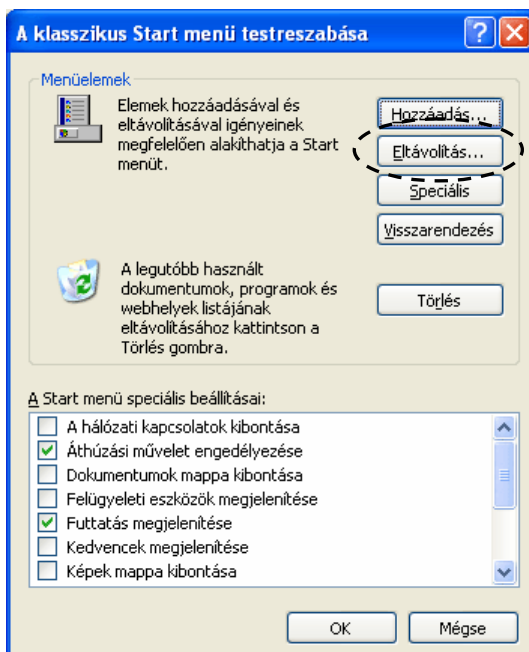 A klasszikus Start menü testreszabása
Menüelemek
Elemek hozzáadásával és
eltávolításával igényeinek
megfelelően alakíthatja a Start
menüt.
Hozzáadás...
Eltávolítás...
Speciális
Visszarendezés
A legutóbb használt
dokumentumok, programok és
webhelyek listájának
eltávolításához kattintson a
Törlés gombra.
Törlés
A Start menü speciális beállításai:
A hálózati kapcsolatok kibontása
Áthúzási művelet engedélyezése
Dokumentumok mappa kibontása
Felügyeleti eszközök megjelenítése
Futtatás megjelenítése
Kedvencek megjelenítése
Képek mappa kibontása
OK
Mégse